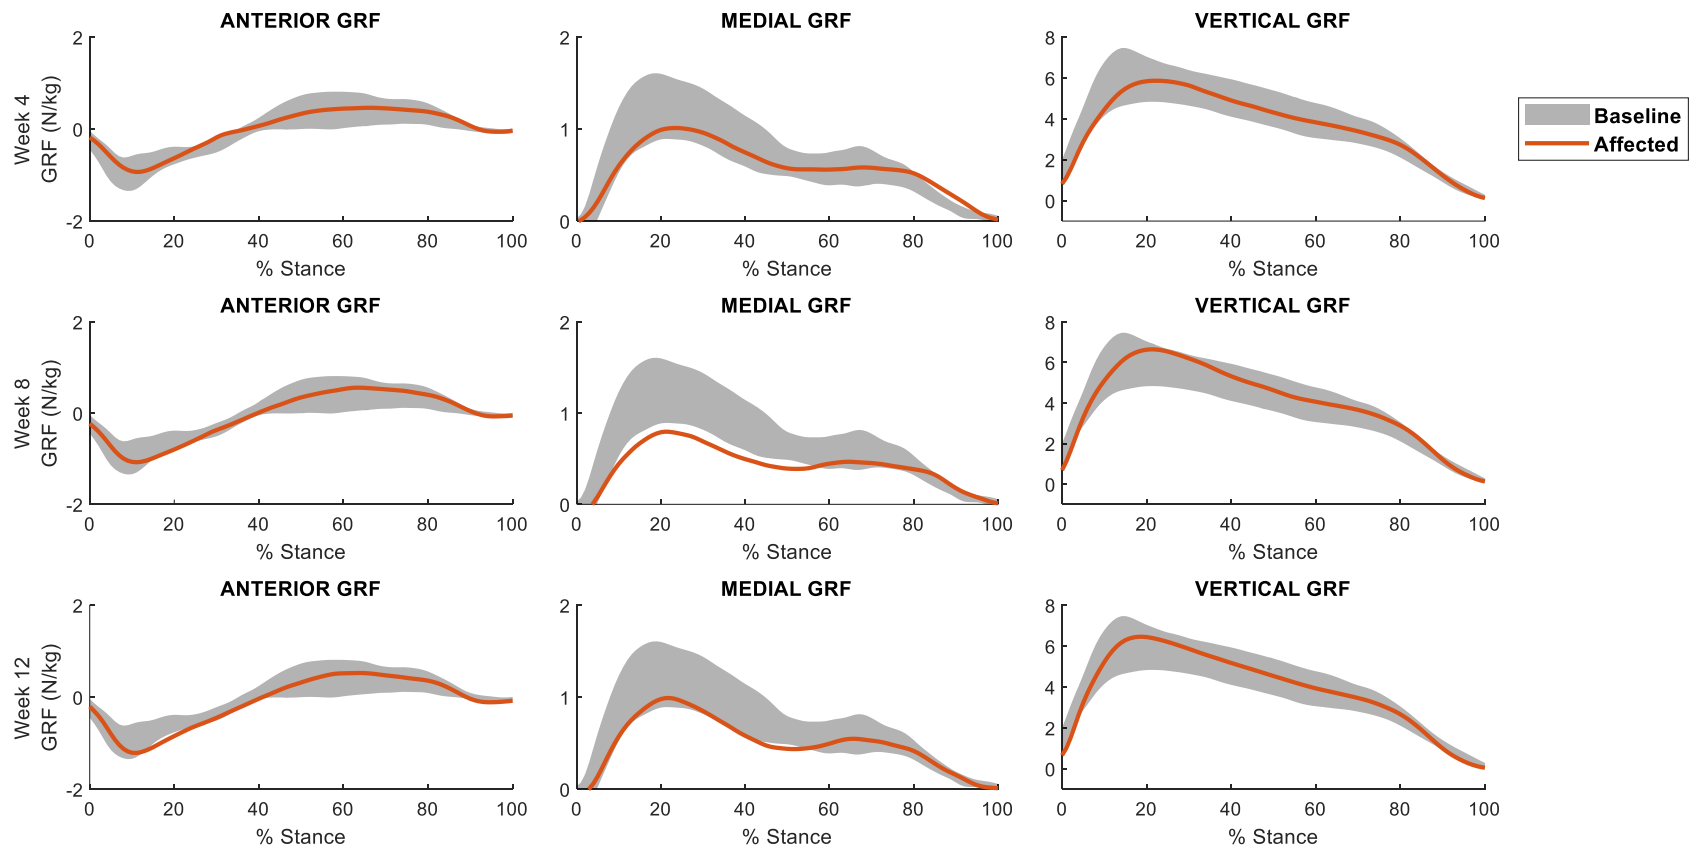 ANTERIOR GRF
MEDIAL GRF
VERTICAL GRF
Week 4
GRF (N/kg)
2
0
-2
0 20 40 60 80 100
% Stance
2
1
0
0 20 40 60 80 100
% Stance
8
6
4
2
0
0 20 40 60 80 100
% Stance
Baseline
Affected
ANTERIOR GRF
MEDIAL GRF
VERTICAL GRF
Week 8
GRF (N/kg)
2
0
-2
0 20 40 60 80 100
% Stance
2
1
0
0 20 40 60 80 100
% Stance
8
6
4
2
0
0 20 40 60 80 100
% Stance
ANTERIOR GRF
MEDIAL GRF
VERTICAL GRF
Week 12
GRF (N/kg)
2
0
-2
0 20 40 60 80 100
% Stance
2
1
0
0 20 40 60 80 100
% Stance
8
6
4
2
0
0 20 40 60 80 100
% Stance